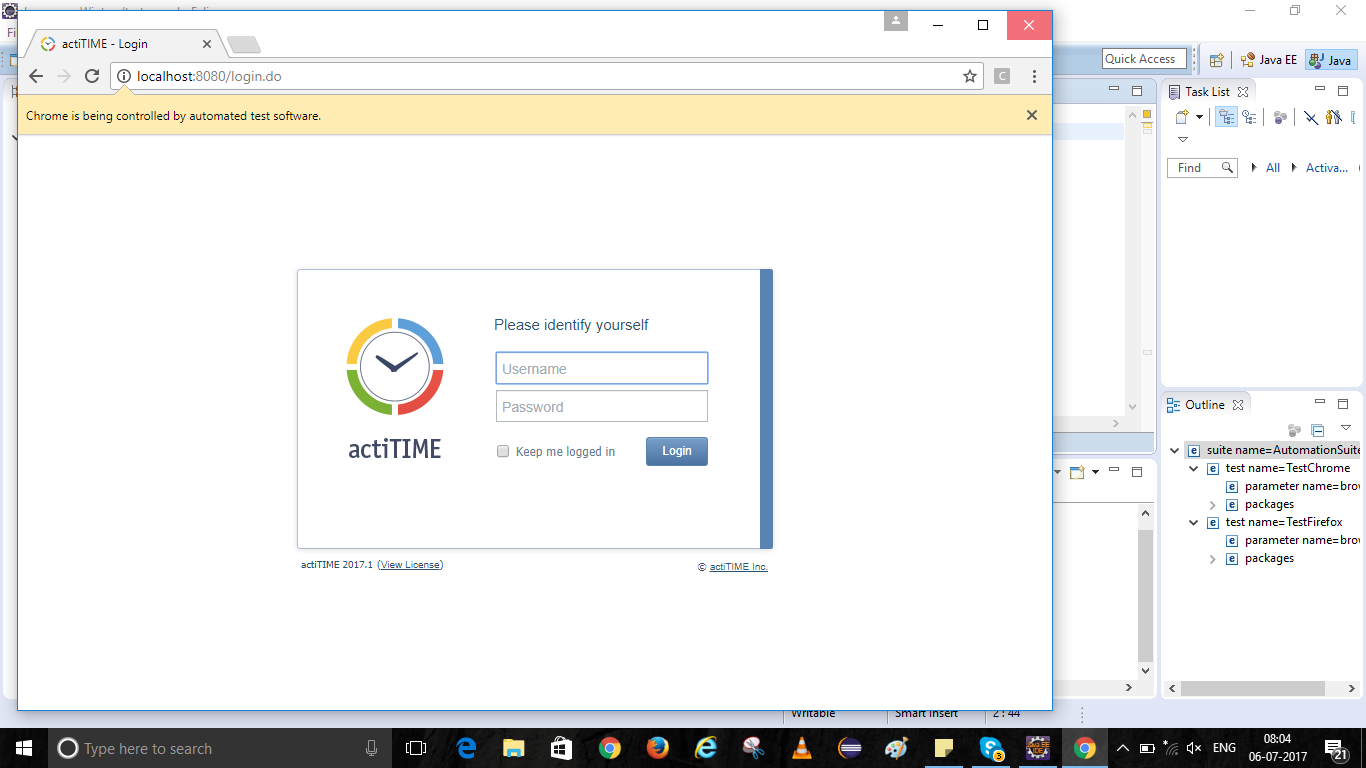 actiTIME - Login
localhost:8080/login.do
C
Chrome is being controlled by automated test software.
Please identify yourself
Username
Password
Keep me logged in
Login
actiTIME
actiTIME 2017.1 (View License)
© actiTIME Inc.
Quick Access
Java EE
Java
Task List
Find
All
Activa...
Outline
suite name=AutomationSuite
test name=TestChrome
parameter name=brow
packages
test name=TestFirefox
parameter name=brow
packages
Writable
Smart Insert
2 : 44
Type here to search
3
ENG
08:04
06-07-2017
21